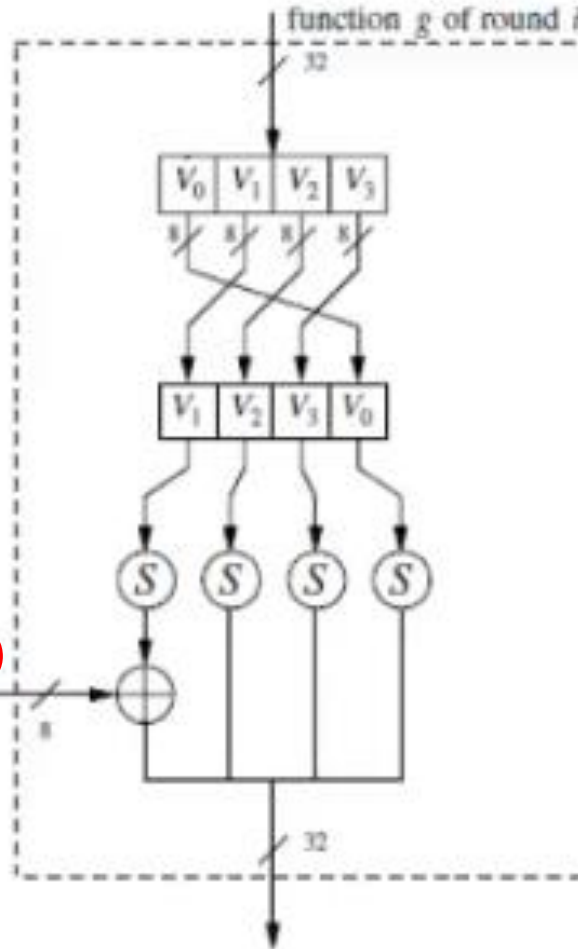 function g of round i
32
V0 V1 V2 V3
8 8 8 8
V1 V2 V3 V0
S S S S
)
8
32